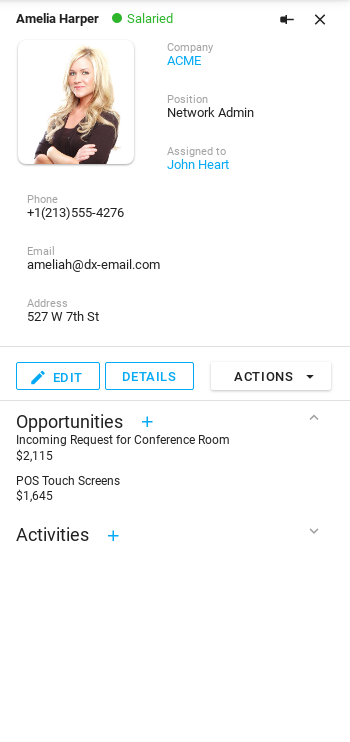 Amelia Harper Salaried
Company
ACME
Position
Network Admin
Assigned to
John Heart
Phone
+1(213)555-4276
Email
ameliah@dx-email.com
Address
527 W 7th St
EDIT DETAILS ACTIONS
Opportunities +
Incoming Request for Conference Room
$2,115
POS Touch Screens
$1,645
Activities +